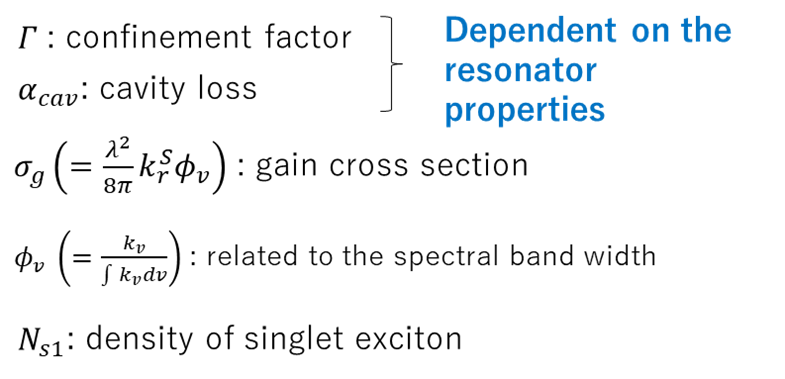 Γ : confinement factor
α_cav: cavity loss
Dependent on the
resonator
properties
σ_g (= λ²/8π k_r^S ϕ_ν) : gain cross section
ϕ_ν (= k_ν / ∫ k_ν dν) : related to the spectral band width
N_s1: density of singlet exciton